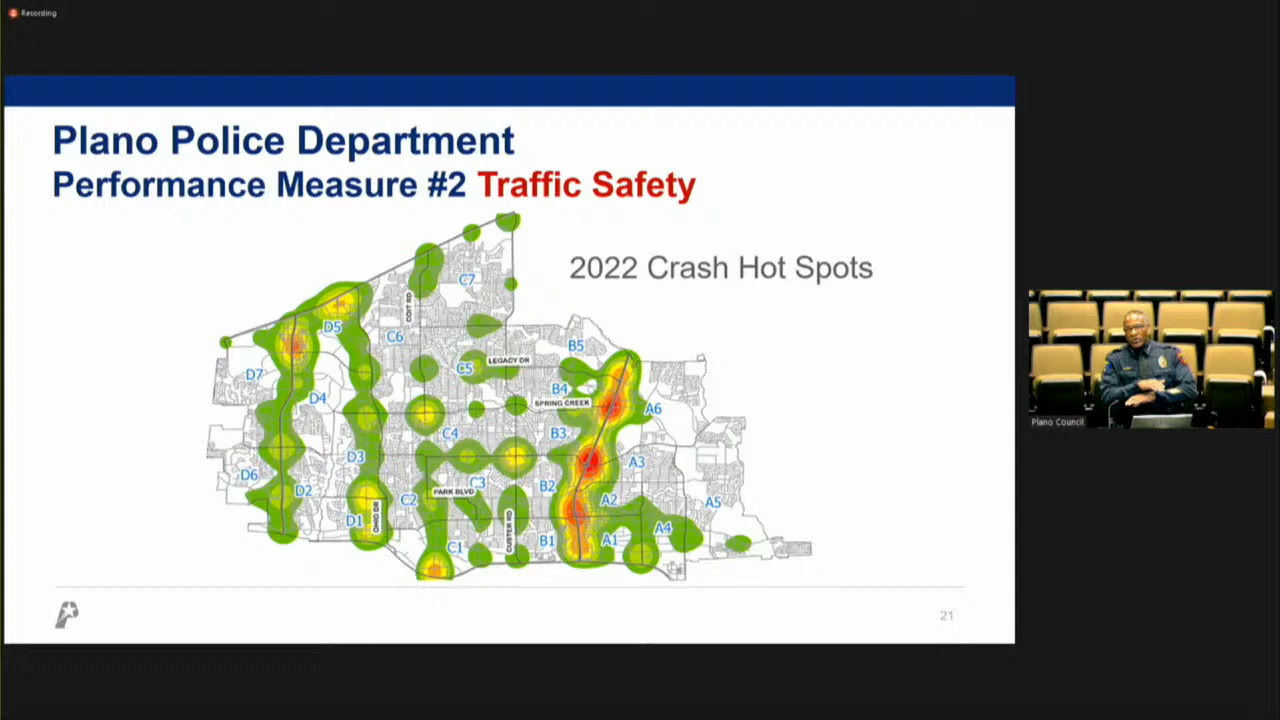 Recording
Plano Police Department
Performance Measure #2 Traffic Safety
2022 Crash Hot Spots
C7
COIT RD
D5
C6
B5
LEGACY DR
C5
D7
B4
D4
SPRING CREEK
A6
C4
B3
D3
A3
D6
C3
B2
D2
PARK BLVD
C2
A2
A5
D1
OHIO DR
CUSTER RD
A4
C1
B1
A1
P
21
Plano Council